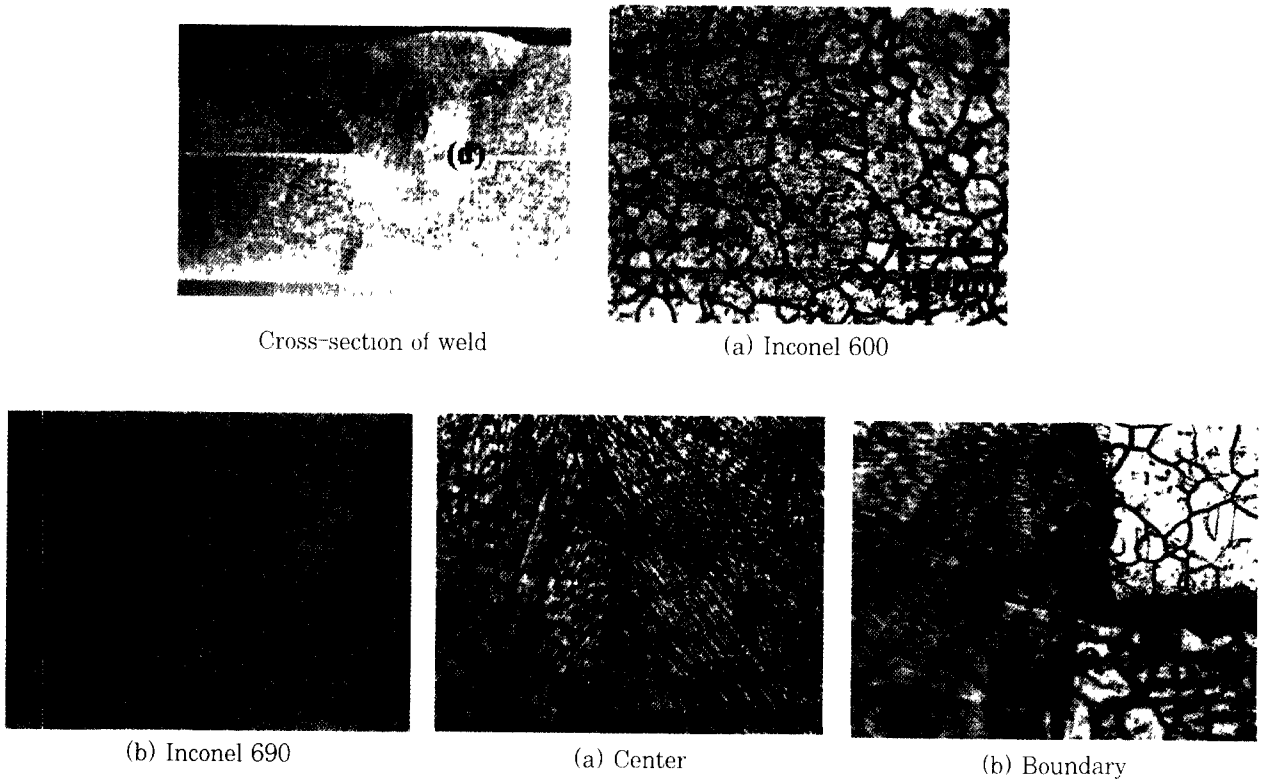 (d)
Cross-section of weld
(a) Inconel 600
(b) Inconel 690
(a) Center
(b) Boundary